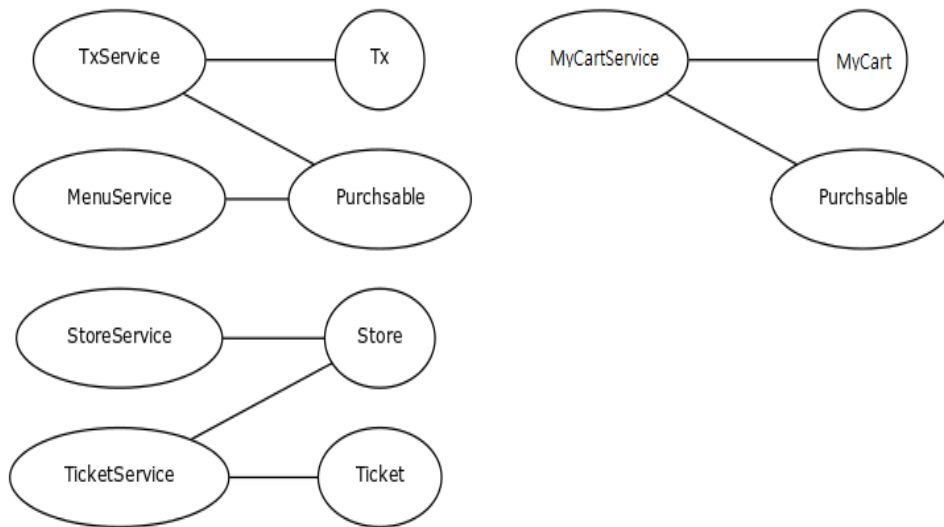 TxService
Tx
MenuService
Purchsable
StoreService
Store
TicketService
Ticket
MyCartService
MyCart
Purchsable